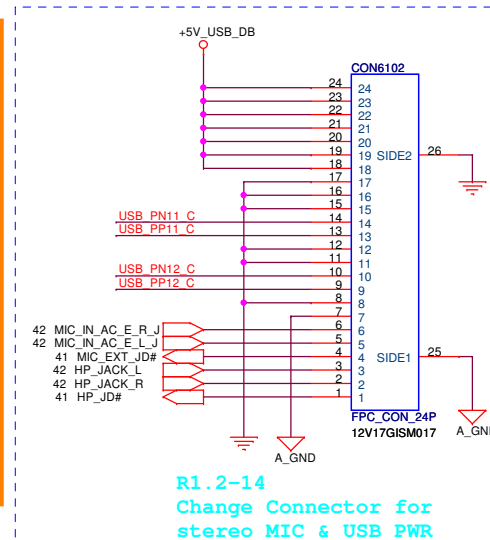 +5V_USB_DB
CON6102
24 24
23 23
22 22
21 21
20 20
19 19 SIDE2 26
18 18
17 17
16 16
15 15
USB_PN11_C 14 14
USB_PP11_C 13 13
12 12
11 11
USB_PN12_C 10 10
USB_PP12_C 9 9
8 8
7 7
42 MIC_IN_AC_E_R_J 6 6
42 MIC_IN_AC_E_L_J 5 5
41 MIC_EXT_JD# 4 4 SIDE1 25
42 HP_JACK_L 3 3
42 HP_JACK_R 2 2
41 HP_JD# 1 1
FPC_CON_24P
12V17GISM017
A_GND
A_GND
R1.2-14
Change Connector for
stereo MIC & USB PWR